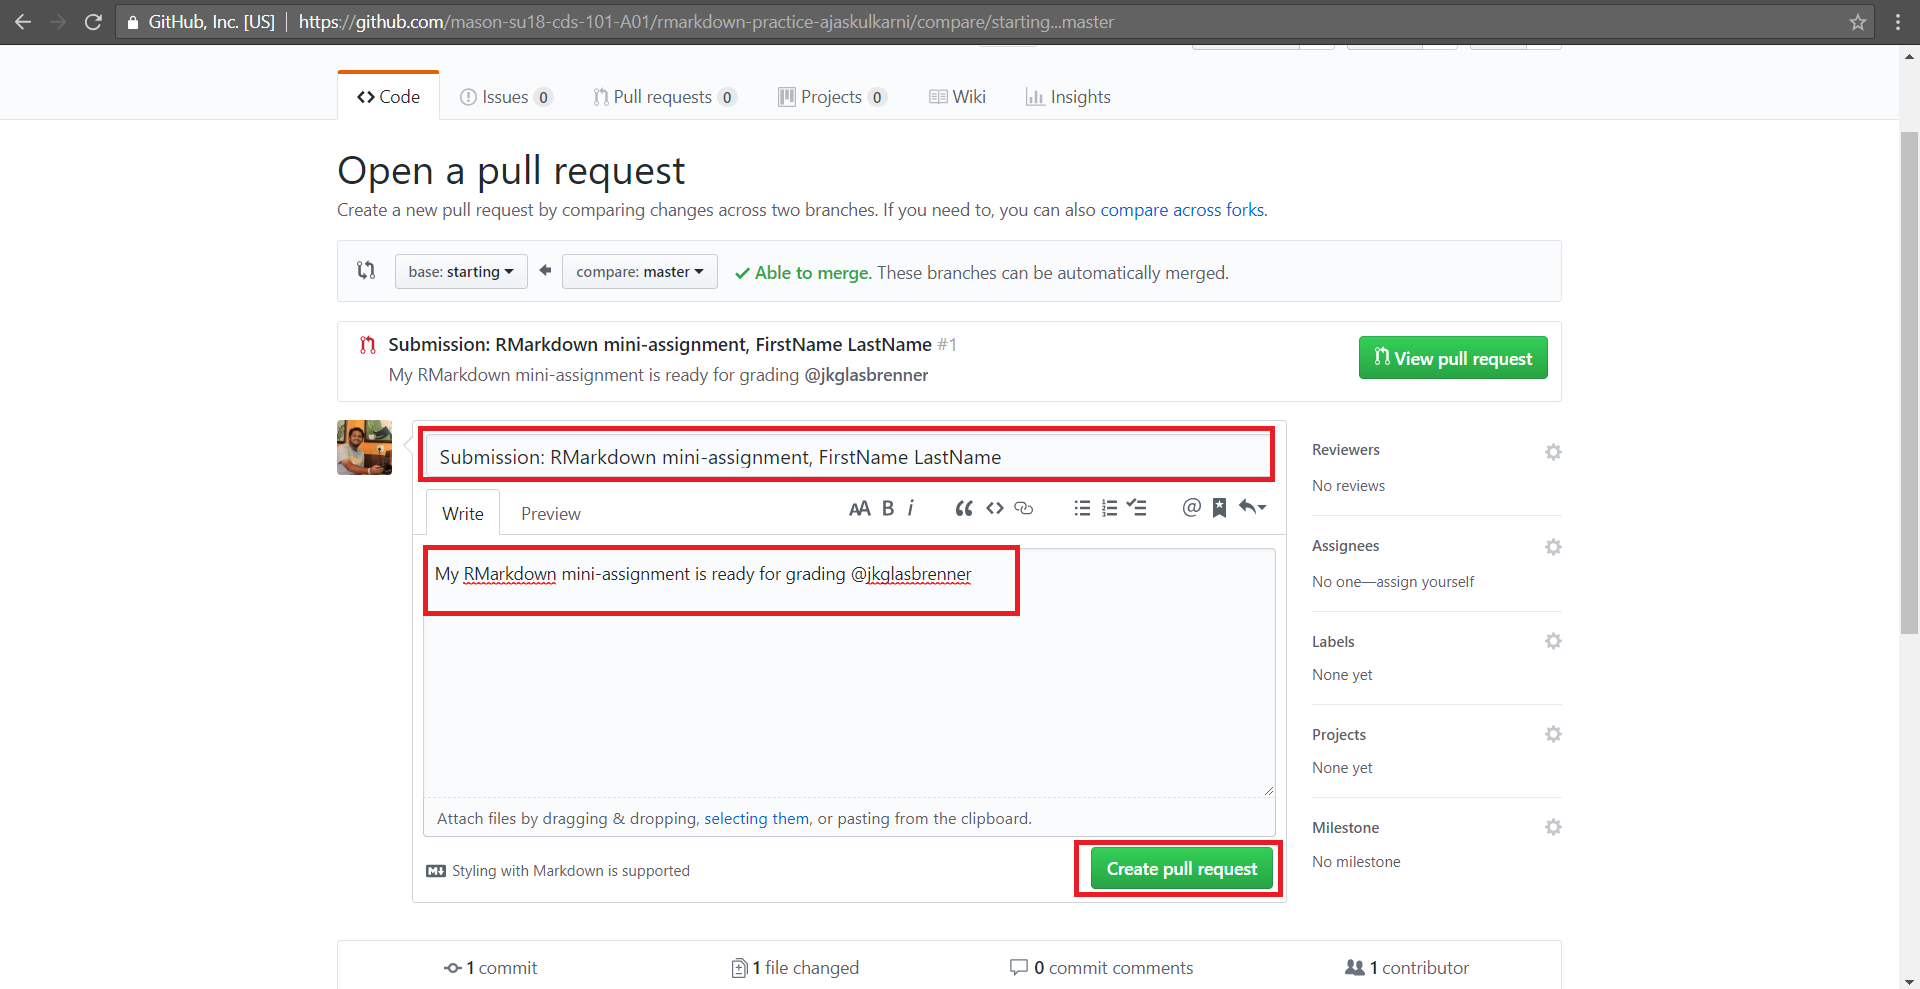 GitHub, Inc. [US] https://github.com/mason-su18-cds-101-A01/rmarkdown-practice-ajaskulkarni/compare/starting...master
Code Issues 0 Pull requests 0 Projects 0 Wiki Insights
Open a pull request
Create a new pull request by comparing changes across two branches. If you need to, you can also compare across forks.
base: starting compare: master Able to merge. These branches can be automatically merged.
Submission: RMarkdown mini-assignment, FirstName LastName #1
My RMarkdown mini-assignment is ready for grading @jkglasbrenner
View pull request
Submission: RMarkdown mini-assignment, FirstName LastName
Write Preview AA B i
My RMarkdown mini-assignment is ready for grading @jkglasbrenner
Attach files by dragging & dropping, selecting them, or pasting from the clipboard.
Styling with Markdown is supported
Create pull request
Reviewers
No reviews
Assignees
No one—assign yourself
Labels
None yet
Projects
None yet
Milestone
No milestone
1 commit 1 file changed 0 commit comments 1 contributor